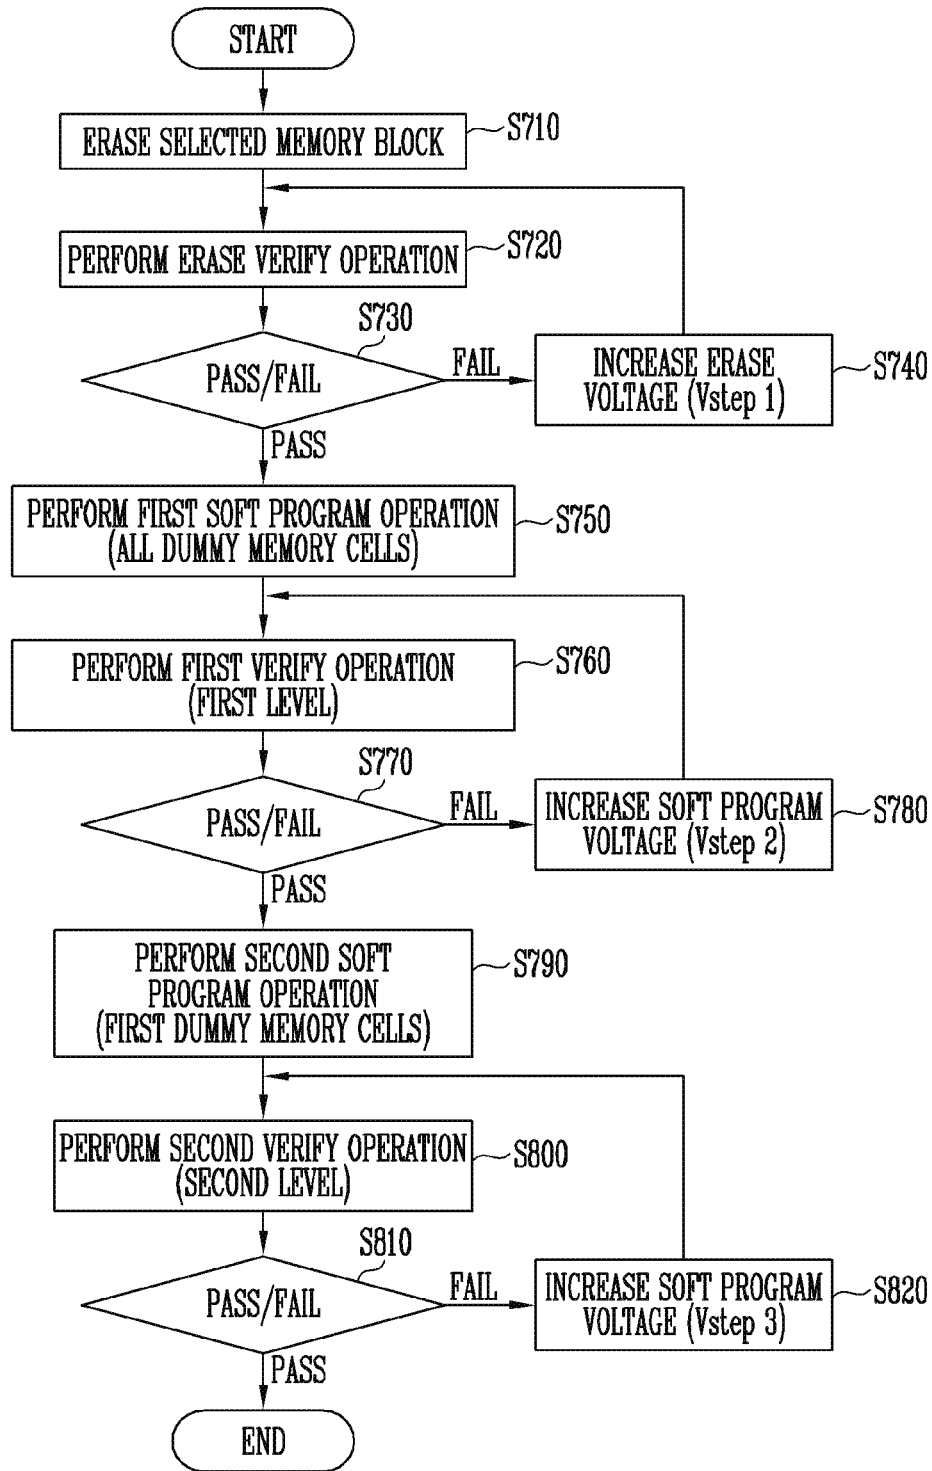 START
ERASE SELECTED MEMORY BLOCK
S710
PERFORM ERASE VERIFY OPERATION
S720
S730
PASS/FAIL
FAIL
INCREASE ERASE
VOLTAGE (Vstep 1)
S740
PASS
PERFORM FIRST SOFT PROGRAM OPERATION
(ALL DUMMY MEMORY CELLS)
S750
PERFORM FIRST VERIFY OPERATION
(FIRST LEVEL)
S760
S770
PASS/FAIL
FAIL
INCREASE SOFT PROGRAM
VOLTAGE (Vstep 2)
S780
PASS
PERFORM SECOND SOFT
PROGRAM OPERATION
(FIRST DUMMY MEMORY CELLS)
S790
PERFORM SECOND VERIFY OPERATION
(SECOND LEVEL)
S800
S810
PASS/FAIL
FAIL
INCREASE SOFT PROGRAM
VOLTAGE (Vstep 3)
S820
PASS
END